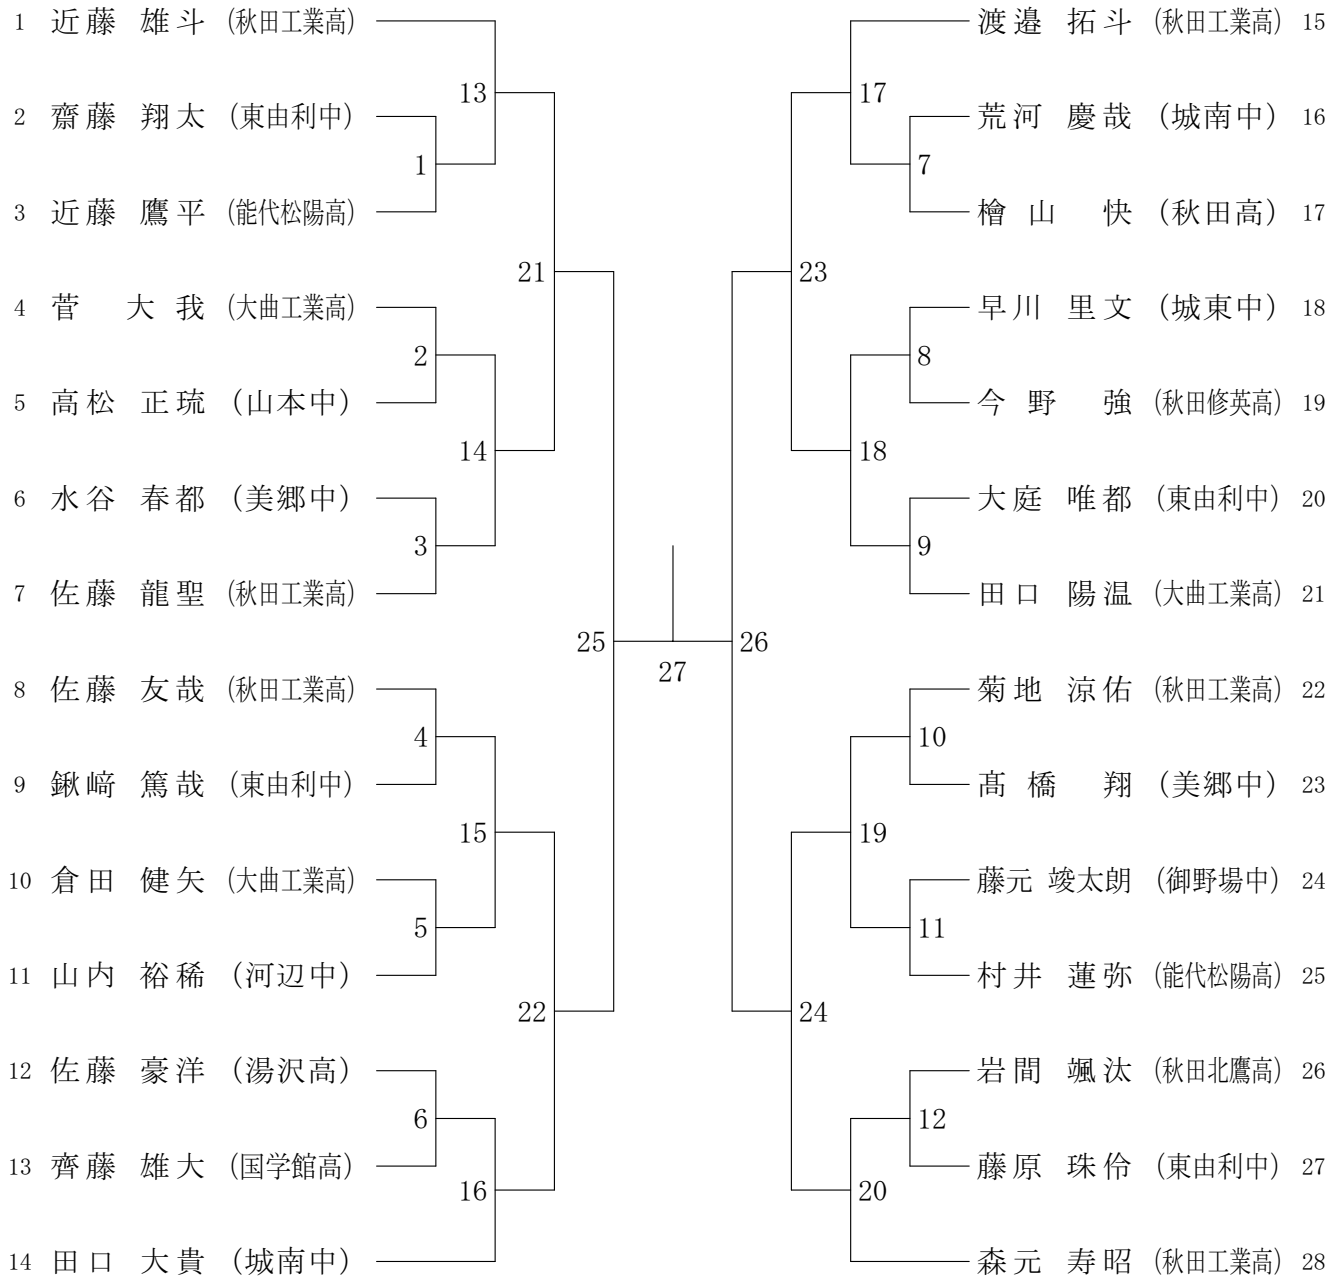 1 近藤 雄斗 (秋田工業高)
2 齋藤 翔太 (東由利中)
3 近藤 鷹平 (能代松陽高)
4 菅 大我 (大曲工業高)
5 高松 正琉 (山本中)
6 水谷 春都 (美郷中)
7 佐藤 龍聖 (秋田工業高)
8 佐藤 友哉 (秋田工業高)
9 鍬﨑 篤哉 (東由利中)
10 倉田 健矢 (大曲工業高)
11 山内 裕稀 (河辺中)
12 佐藤 豪洋 (湯沢高)
13 齊藤 雄大 (国学館高)
14 田口 大貴 (城南中)
1
2
3
4
5
6
13
14
15
16
21
22
25
27
26
23
24
17
18
19
20
7
8
9
10
11
12
渡邉 拓斗 (秋田工業高) 15
荒河 慶哉 (城南中) 16
檜山 快 (秋田高) 17
早川 里文 (城東中) 18
今野 強 (秋田修英高) 19
大庭 唯都 (東由利中) 20
田口 陽温 (大曲工業高) 21
菊地 涼佑 (秋田工業高) 22
髙橋 翔 (美郷中) 23
藤元 竣太朗 (御野場中) 24
村井 蓮弥 (能代松陽高) 25
岩間 颯汰 (秋田北鷹高) 26
藤原 珠伶 (東由利中) 27
森元 寿昭 (秋田工業高) 28